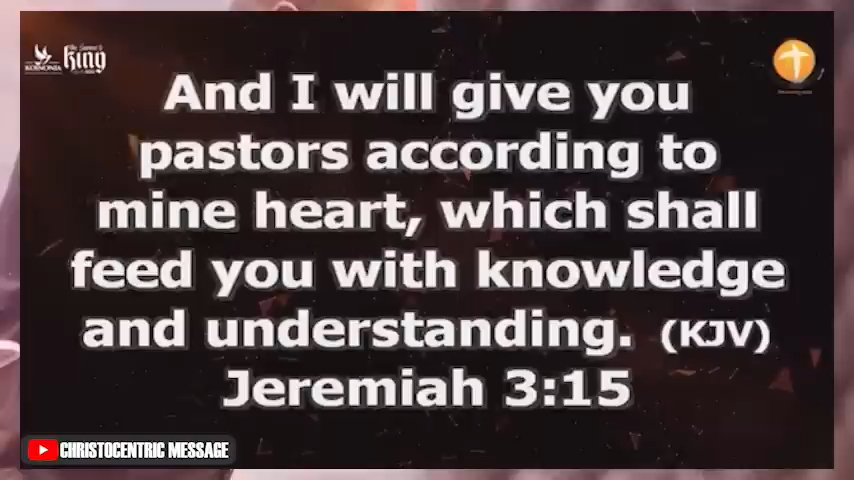 KOINONIA
King
And I will give you
pastors according to
mine heart, which shall
feed you with knowledge
and understanding. (KJV)
Jeremiah 3:15
CHRISTOCENTRIC MESSAGE